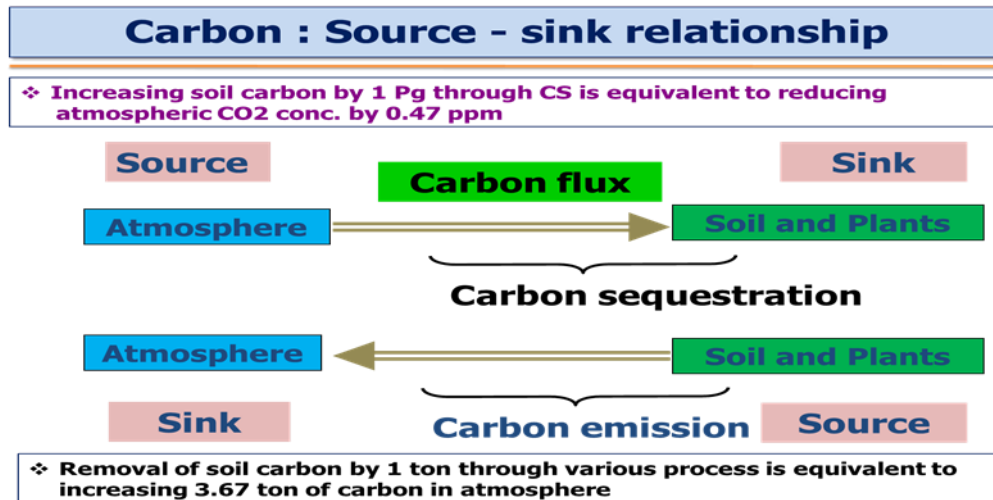 Carbon : Source - sink relationship
❖ Increasing soil carbon by 1 Pg through CS is equivalent to reducing
atmospheric CO2 conc. by 0.47 ppm
Source
Sink
Carbon flux
Atmosphere
Soil and Plants
Carbon sequestration
Atmosphere
Soil and Plants
Sink
Carbon emission
Source
❖ Removal of soil carbon by 1 ton through various process is equivalent to
increasing 3.67 ton of carbon in atmosphere